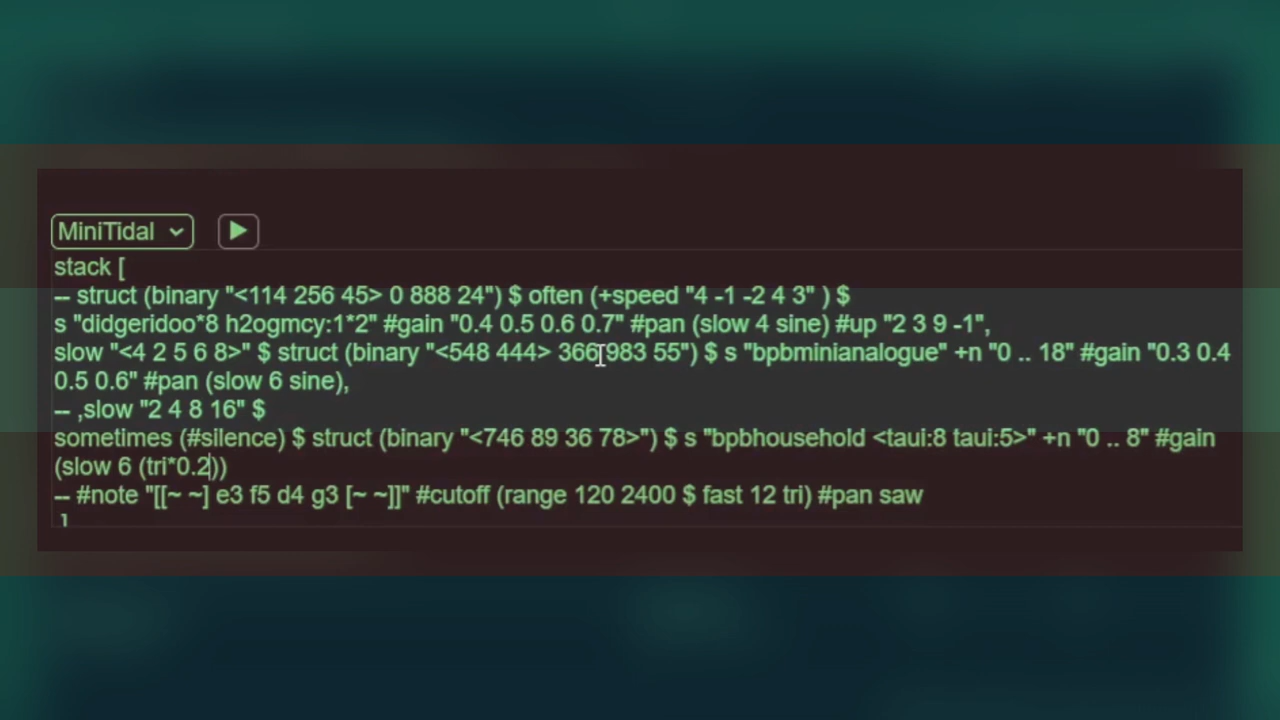 MiniTidal
stack [
-- struct (binary "<114 256 45> 0 888 24") $ often (+speed "4 -1 -2 4 3" ) $
s "didgeridoo*8 h2ogmcy:1*2" #gain "0.4 0.5 0.6 0.7" #pan (slow 4 sine) #up "2 3 9 -1",
slow "<4 2 5 6 8>" $ struct (binary "<548 444> 366 983 55") $ s "bpbminianalogue" +n "0 .. 18" #gain "0.3 0.4
0.5 0.6" #pan (slow 6 sine),
-- ,slow "2 4 8 16" $
sometimes (#silence) $ struct (binary "<746 89 36 78>") $ s "bpbhousehold <taui:8 taui:5>" +n "0 .. 8" #gain
(slow 6 (tri*0.2))
-- #note "[[~ ~] e3 f5 d4 g3 [~ ~]]" #cutoff (range 120 2400 $ fast 12 tri) #pan saw
]